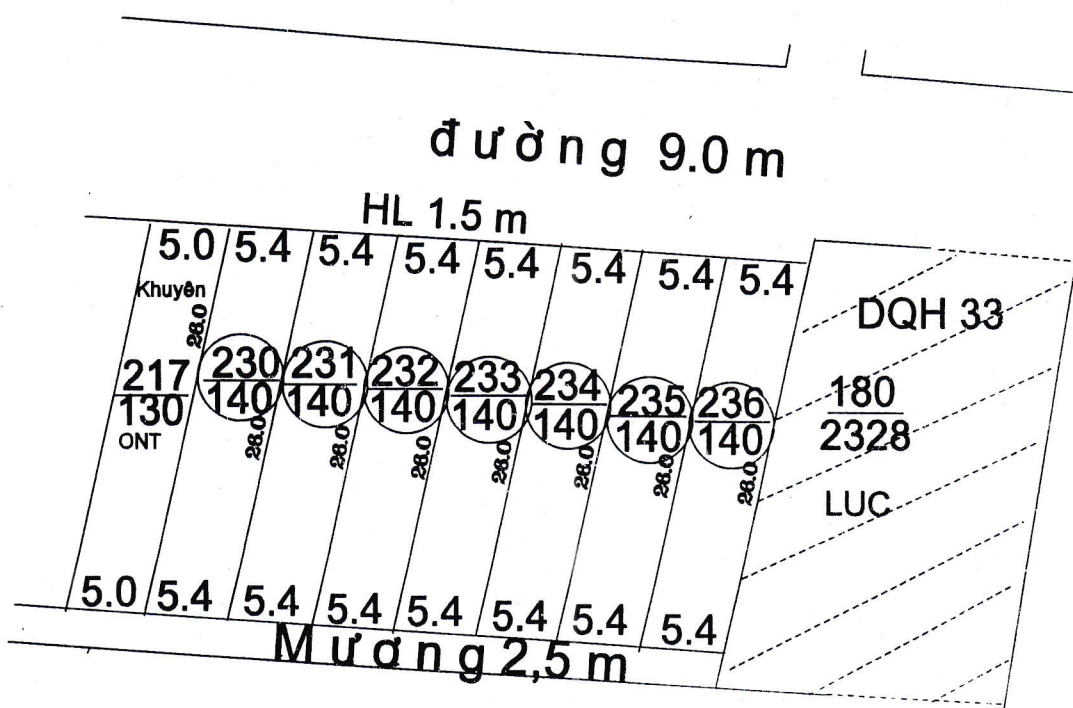 đường 9.0 m
HL 1.5 m
5.0 5.4 5.4 5.4 5.4 5.4 5.4 5.4
Khuyên
DQH 33
28.0
217
130
ONT
230
140
231
140
232
140
233
140
234
140
235
140
236
140
180
2328
28.0 28.0 28.0 28.0 28.0 28.0 28.0
LUC
5.0 5.4 5.4 5.4 5.4 5.4 5.4 5.4
Mương 2,5 m